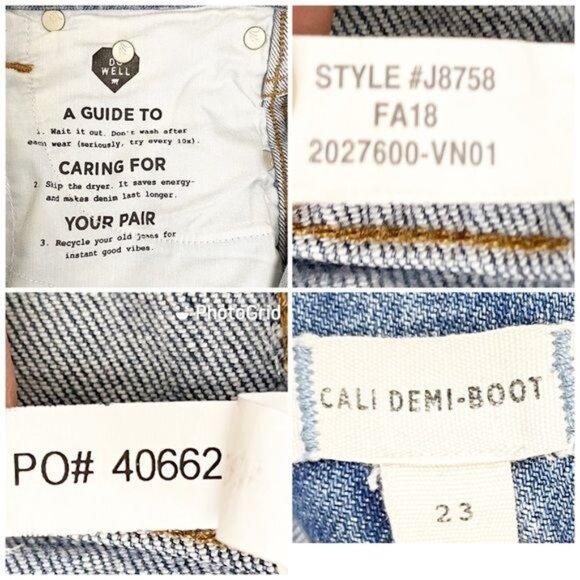 DO
WELL
A GUIDE TO
1. Wait it out. Don't wash after
each wear (seriously, try every 10x).
CARING FOR
2. Skip the dryer. It saves energy-
and makes denim last longer.
YOUR PAIR
3. Recycle your old jeans for
instant good vibes.
STYLE #J8758
FA18
2027600-VN01
PhotoGrid
PO# 40662
CALI DEMI-BOOT
23